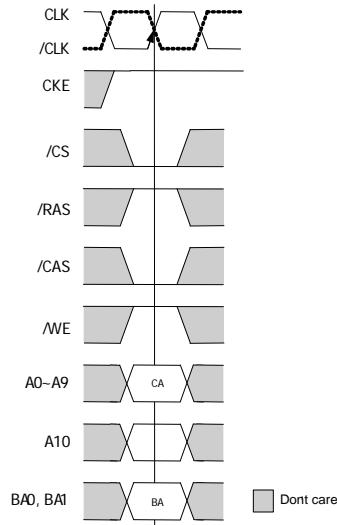 CLK
/CLK
CKE
/CS
/RAS
/CAS
/WE
A0~A9
CA
A10
BA0, BA1
BA
Dont care